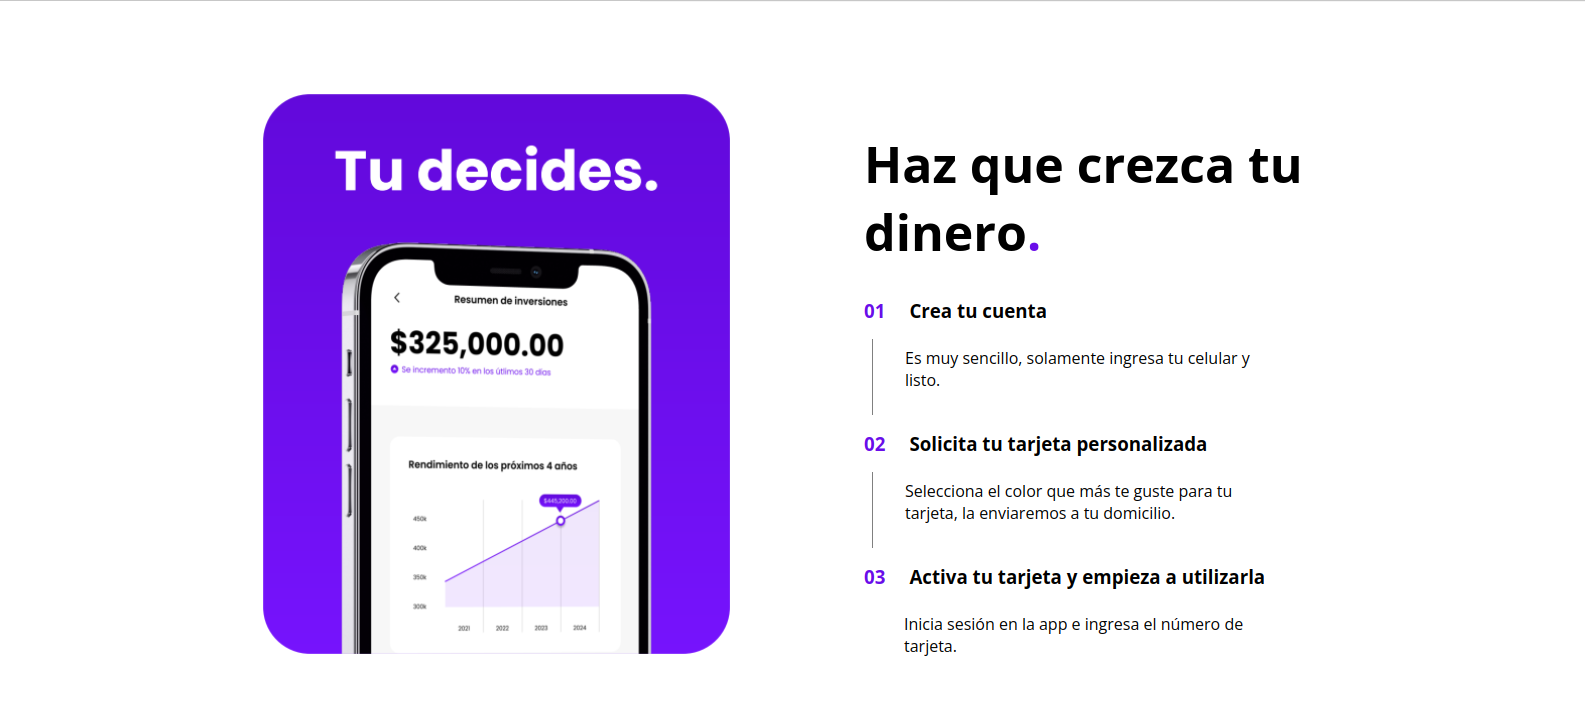 Tu decides.
Resumen de inversiones
$325,000.00
Se incremento 10% en los útlimos 30 días
Rendimiento de los próximos 4 años
$445,200.00
450k
400k
350k
300k
2021 2022 2023 2024
Haz que crezca tu
dinero.
01 Crea tu cuenta
Es muy sencillo, solamente ingresa tu celular y
listo.
02 Solicita tu tarjeta personalizada
Selecciona el color que más te guste para tu
tarjeta, la enviaremos a tu domicilio.
03 Activa tu tarjeta y empieza a utilizarla
Inicia sesión en la app e ingresa el número de
tarjeta.